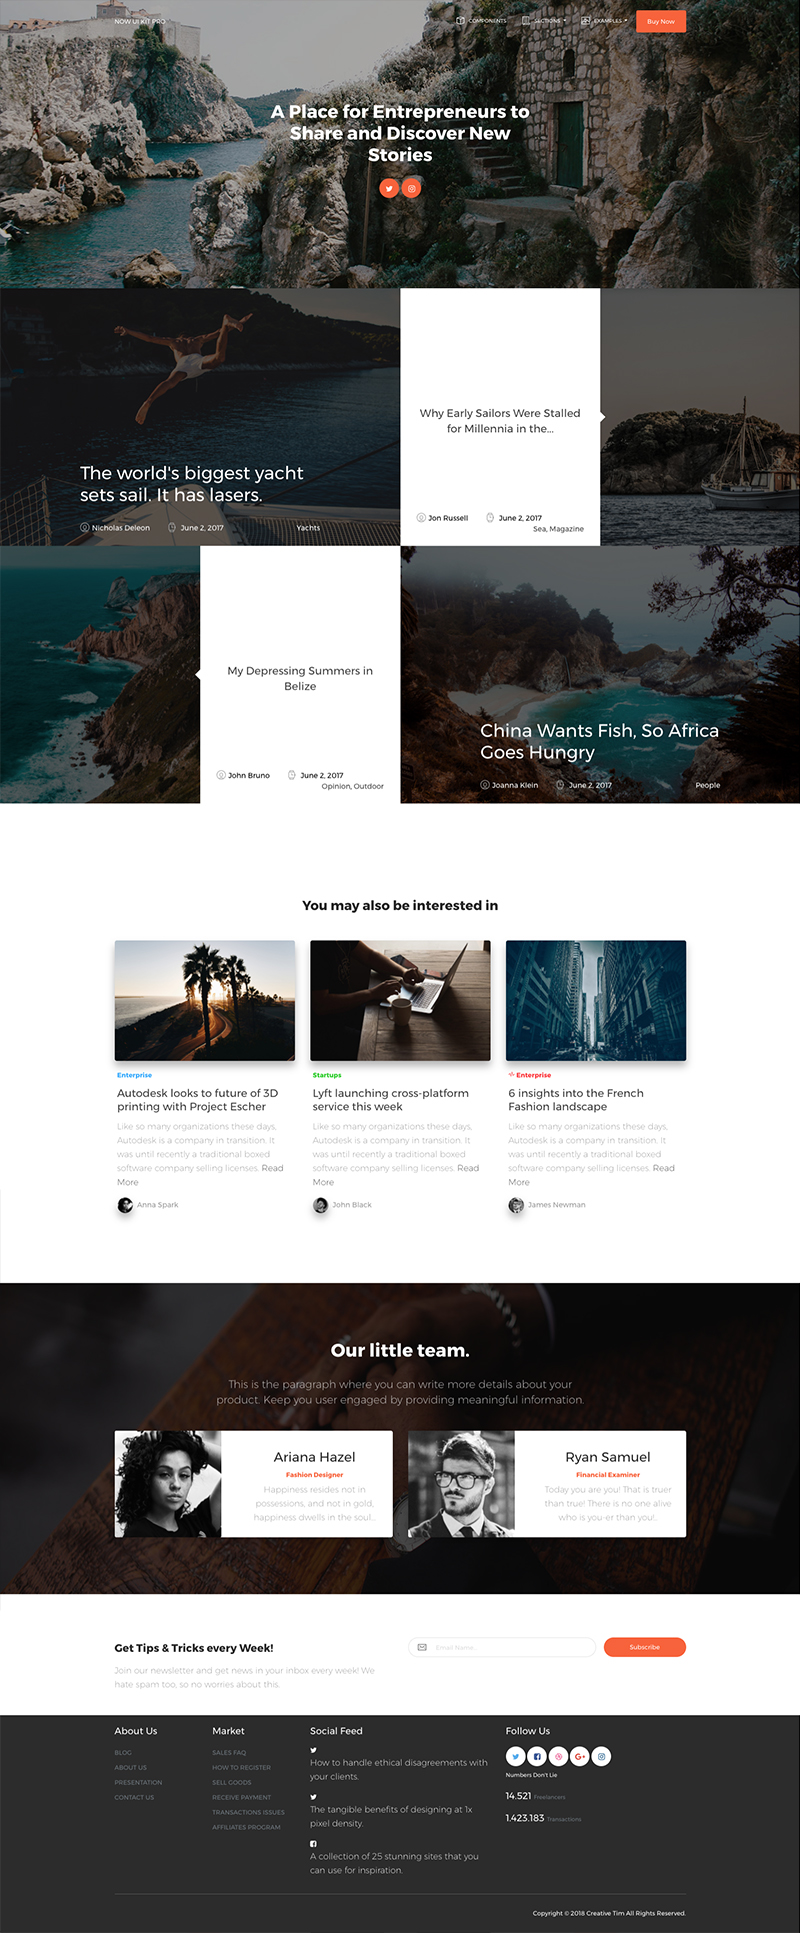 NOW UI KIT PRO
COMPONENTS
SECTIONS
EXAMPLES
Buy Now
A Place for Entrepreneurs to
Share and Discover New
Stories
The world's biggest yacht
sets sail. It has lasers.
Nicholas Deleon
June 2, 2017
Yachts
Why Early Sailors Were Stalled
for Millennia in the...
Jon Russell
June 2, 2017
Sea, Magazine
My Depressing Summers in
Belize
John Bruno
June 2, 2017
Opinion, Outdoor
China Wants Fish, So Africa
Goes Hungry
Joanna Klein
June 2, 2017
People
You may also be interested in
Enterprise
Autodesk looks to future of 3D
printing with Project Escher
Like so many organizations these days,
Autodesk is a company in transition. It
was until recently a traditional boxed
software company selling licenses. Read
More
Anna Spark
Startups
Lyft launching cross-platform
service this week
Like so many organizations these days,
Autodesk is a company in transition. It
was until recently a traditional boxed
software company selling licenses. Read
More
John Black
Enterprise
6 insights into the French
Fashion landscape
Like so many organizations these days,
Autodesk is a company in transition. It
was until recently a traditional boxed
software company selling licenses. Read
More
James Newman
Our little team.
This is the paragraph where you can write more details about your
product. Keep you user engaged by providing meaningful information.
Ariana Hazel
Fashion Designer
Happiness resides not in
possessions, and not in gold,
happiness dwells in the soul...
Ryan Samuel
Financial Examiner
Today you are you! That is truer
than true! There is no one alive
who is you-er than you!..
Get Tips & Tricks every Week!
Join our newsletter and get news in your inbox every week! We
hate spam too, so no worries about this.
Email Name...
Subscribe
About Us
BLOG
ABOUT US
PRESENTATION
CONTACT US
Market
SALES FAQ
HOW TO REGISTER
SELL GOODS
RECEIVE PAYMENT
TRANSACTIONS ISSUES
AFFILIATES PROGRAM
Social Feed
How to handle ethical disagreements with
your clients.
The tangible benefits of designing at 1x
pixel density.
A collection of 25 stunning sites that you
can use for inspiration.
Follow Us
Numbers Don't Lie
14.521 Freelancers
1.423.183 Transactions
Copyright © 2018 Creative Tim All Rights Reserved.